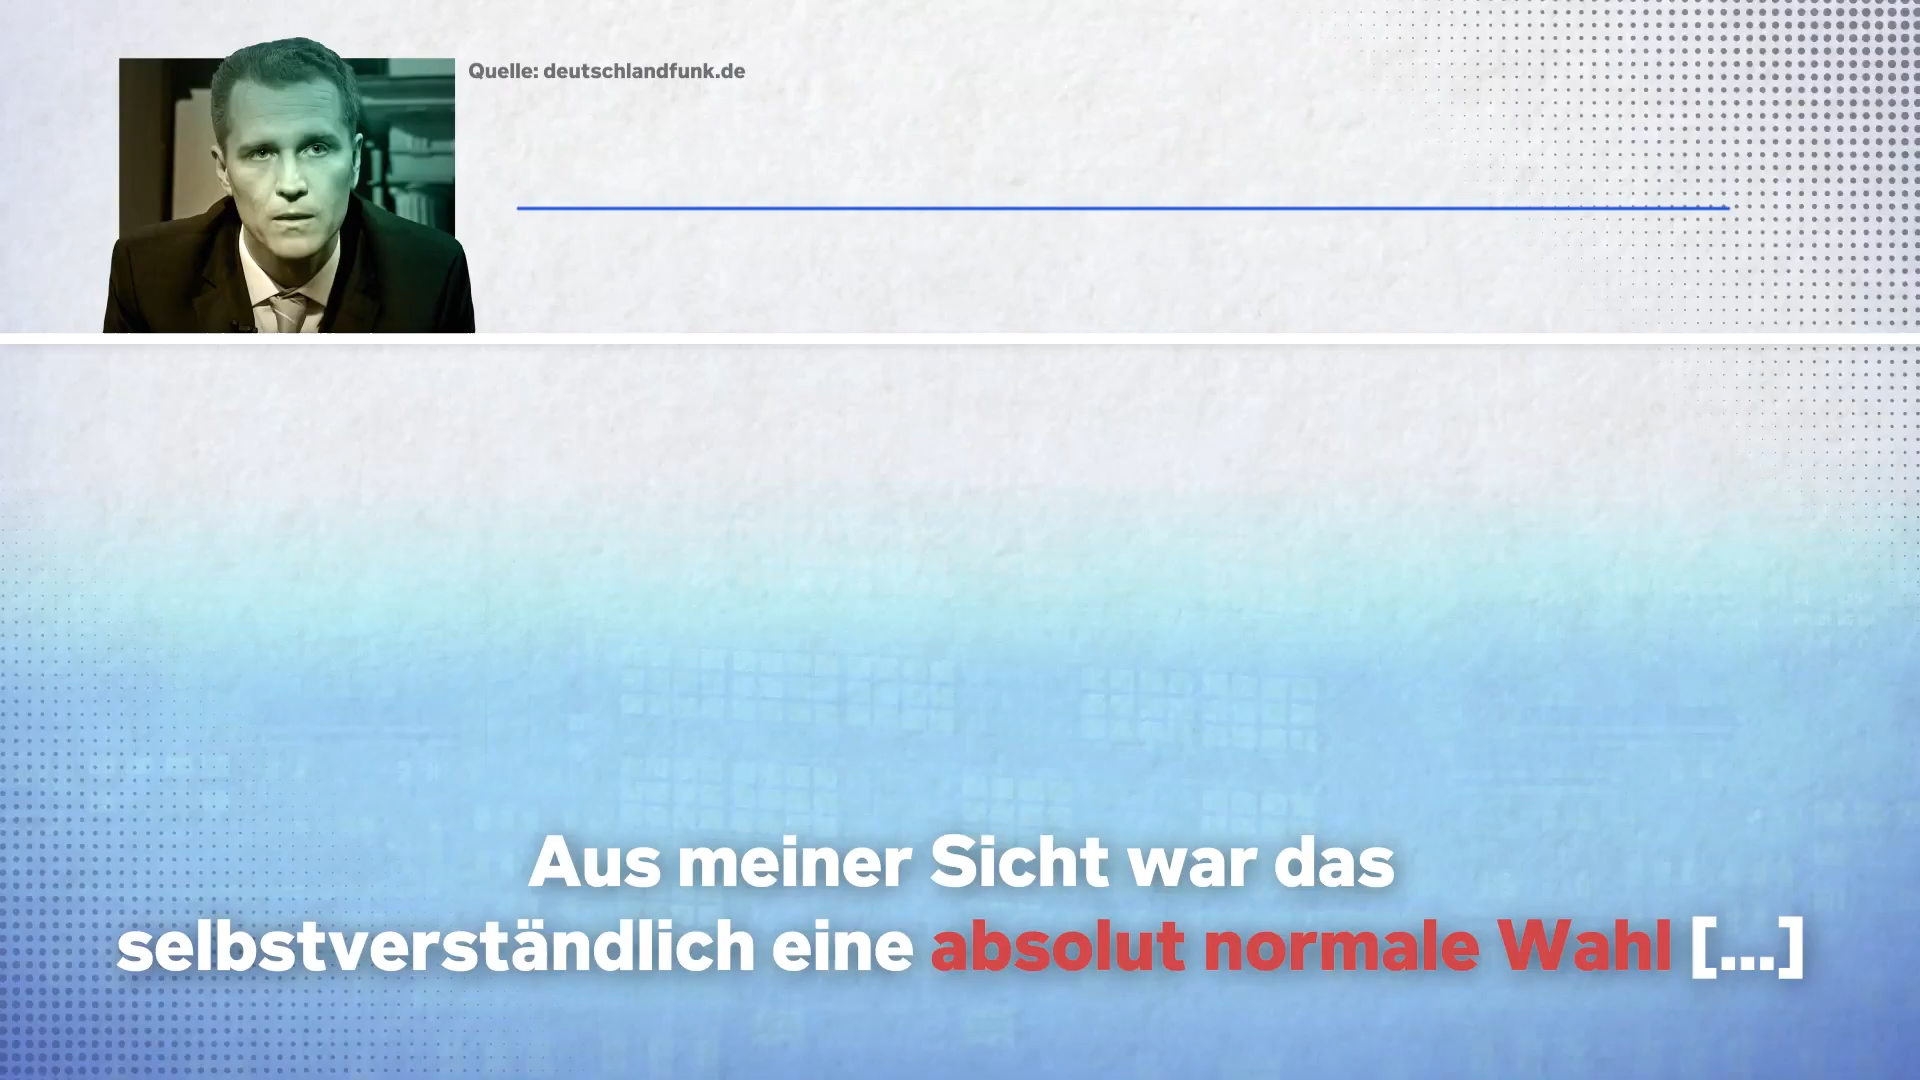 Quelle: deutschlandfunk.de
Aus meiner Sicht war das
selbstverständlich eine absolut normale Wahl [...]